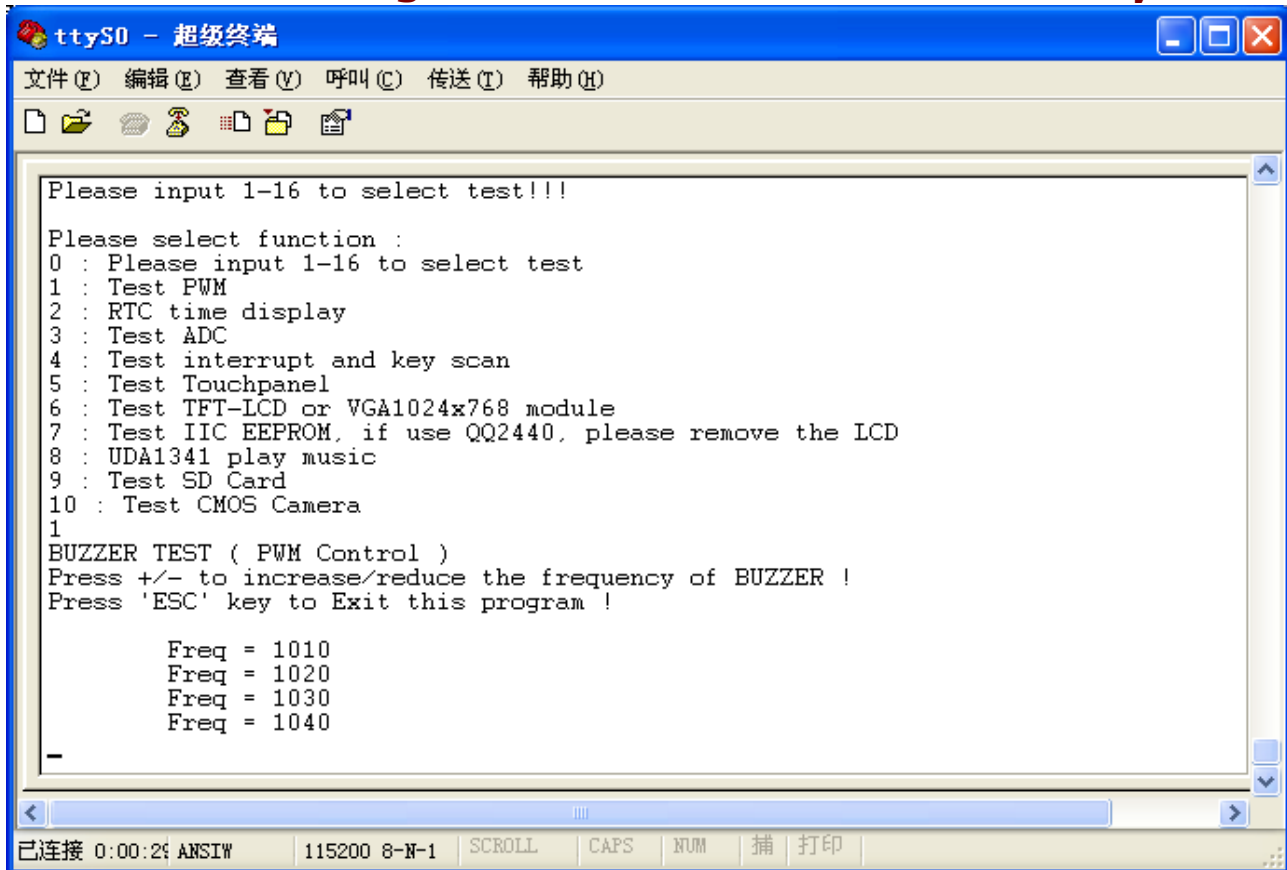 ttyS0 - 超级终端
文件(F) 编辑(E) 查看(V) 呼叫(C) 传送(T) 帮助(H)
Please input 1-16 to select test!!!
Please select function :
0 : Please input 1-16 to select test
1 : Test PWM
2 : RTC time display
3 : Test ADC
4 : Test interrupt and key scan
5 : Test Touchpanel
6 : Test TFT-LCD or VGA1024x768 module
7 : Test IIC EEPROM, if use QQ2440, please remove the LCD
8 : UDA1341 play music
9 : Test SD Card
10 : Test CMOS Camera
1
BUZZER TEST ( PWM Control )
Press +/- to increase/reduce the frequency of BUZZER !
Press 'ESC' key to Exit this program !
Freq = 1010
Freq = 1020
Freq = 1030
Freq = 1040
_
已连接 0:00:29 ANSIW 115200 8-N-1 SCROLL CAPS NUM 捕 打印